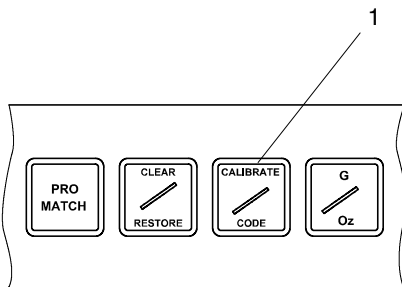 1
PRO
MATCH
CLEAR
RESTORE
CALIBRATE
CODE
G
Oz